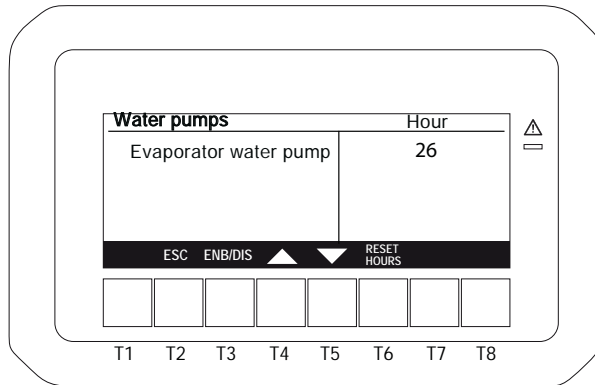 Water pumps Hour
Evaporator water pump 26
ESC ENB/DIS RESET HOURS
T1 T2 T3 T4 T5 T6 T7 T8